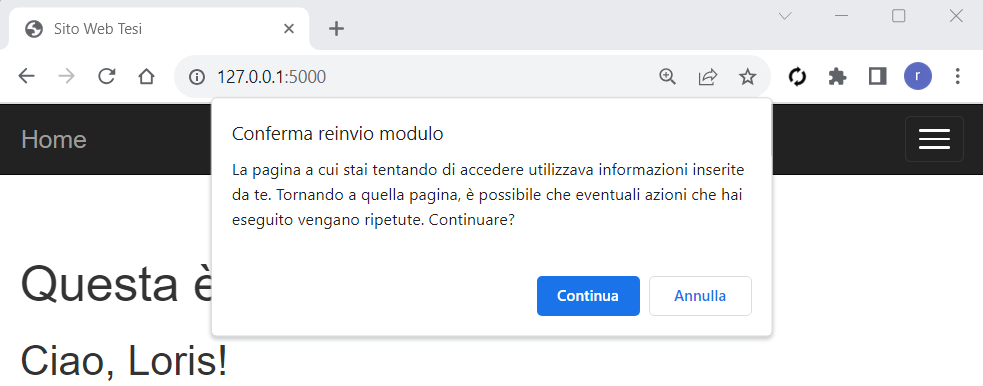 Sito Web Tesi
127.0.0.1:5000
r
Home
Conferma reinvio modulo
La pagina a cui stai tentando di accedere utilizzava informazioni inserite
da te. Tornando a quella pagina, è possibile che eventuali azioni che hai
eseguito vengano ripetute. Continuare?
Continua Annulla
Questa è
Ciao, Loris!